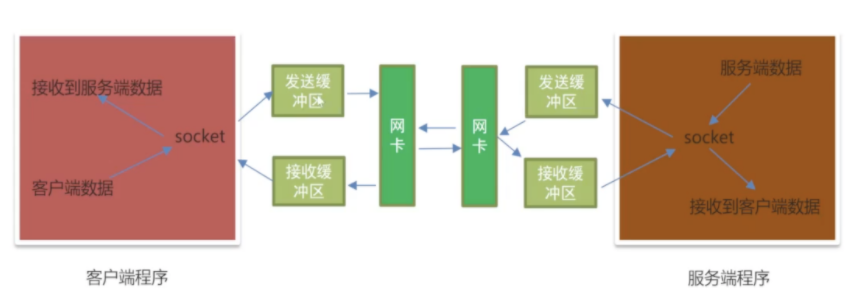 接收到服务端数据
socket
客户端数据
发送缓
冲区
接收缓
冲区
网
卡
网
卡
发送缓
冲区
接收缓
冲区
服务端数据
socket
接收到客户端数据
客户端程序
服务端程序